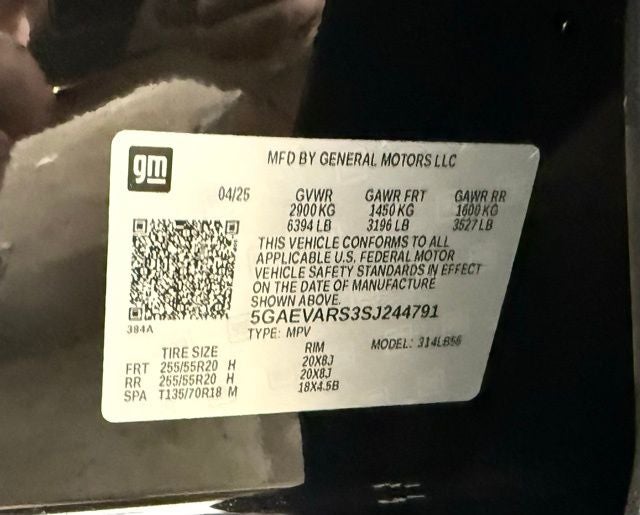 gm
MFD BY GENERAL MOTORS LLC
04/25 GVWR GAWR FRT GAWR RR
2900 KG 1450 KG 1600 KG
6394 LB 3196 LB 3527 LB
THIS VEHICLE CONFORMS TO ALL
APPLICABLE U.S. FEDERAL MOTOR
VEHICLE SAFETY STANDARDS IN EFFECT
ON THE DATE OF MANUFACTURE
SHOWN ABOVE.
384A
5GAEVARS3SJ244791
TYPE: MPV MODEL: 314LB56
TIRE SIZE RIM
FRT 255/55R20 H 20X8J
RR 255/55R20 H 20X8J
SPA T135/70R18 M 18X4.5B